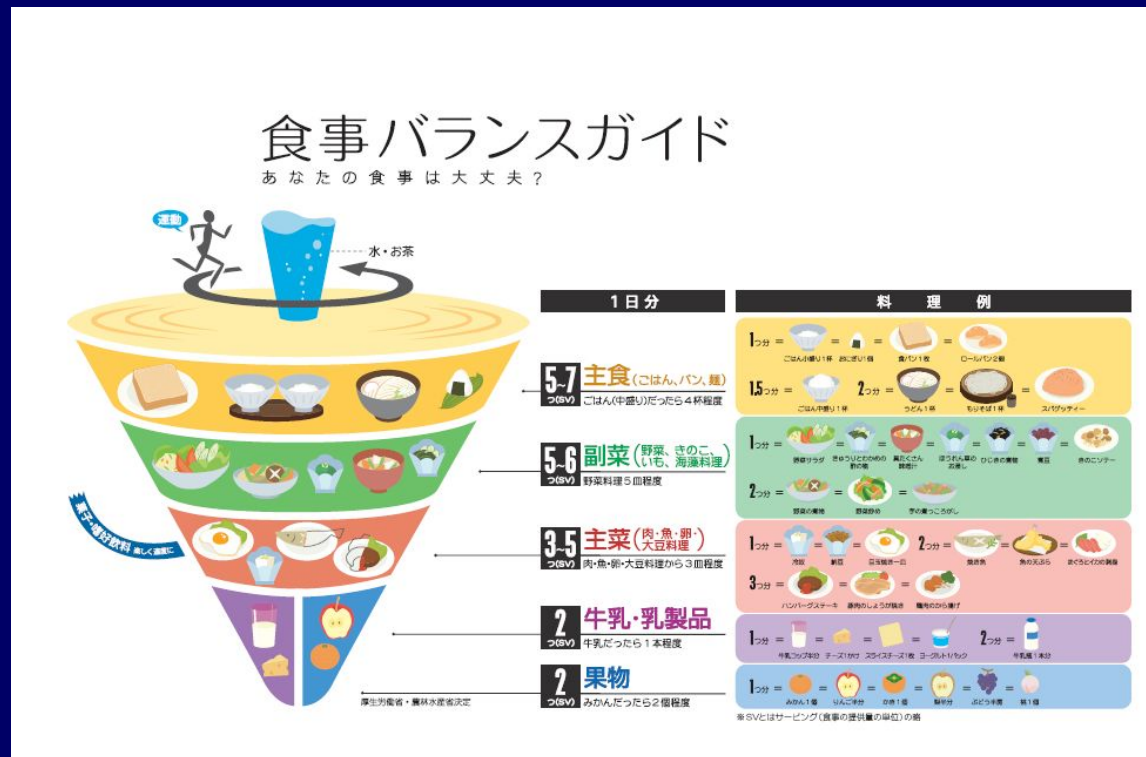 食事バランスガイド
あなたの食事は大丈夫?
運動
水・お茶
菓子・嗜好飲料 楽しく適度に
厚生労働省・農林水産省決定
1日分
料理例
5~7 つ(SV) 主食(ごはん、パン、麺)
ごはん(中盛り)だったら4杯程度
1つ分 = ごはん小盛り1杯 = おにぎり1個 = 食パン1枚 = ロールパン2個
1.5つ分 = ごはん中盛り1杯 2つ分 = うどん1杯 = もりそば1杯 = スパゲッティー
5~6 つ(SV) 副菜(野菜、きのこ、いも、海藻料理)
野菜料理5皿程度
1つ分 = 野菜サラダ = きゅうりとわかめの酢の物 = 具たくさん味噌汁 = ほうれん草のお浸し = ひじきの煮物 = 煮豆 = きのこソテー
2つ分 = 野菜の煮物 = 野菜炒め = 芋の煮っころがし
3~5 つ(SV) 主菜(肉・魚・卵・大豆料理)
肉・魚・卵・大豆料理から3皿程度
1つ分 = 冷奴 = 納豆 = 目玉焼き一皿 2つ分 = 焼き魚 = 魚の天ぷら = まぐろとイカの刺身
3つ分 = ハンバーグステーキ = 豚肉のしょうが焼き = 鶏肉のから揚げ
2 つ(SV) 牛乳・乳製品
牛乳だったら1本程度
1つ分 = 牛乳コップ半分 = チーズ1かけ = スライスチーズ1枚 = ヨーグルト1パック 2つ分 = 牛乳瓶1本分
2 つ(SV) 果物
みかんだったら2個程度
1つ分 = みかん1個 = りんご半分 = かき1個 = 梨半分 = ぶどう半房 = 桃1個
※SVとはサービング(食事の提供量の単位)の略